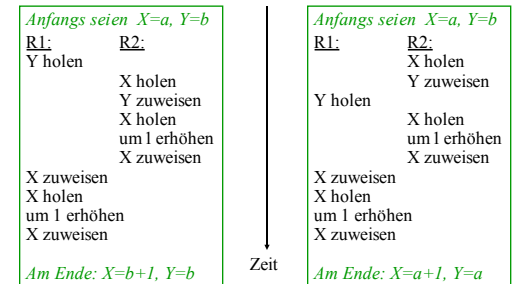 Anfangs seien X=a, Y=b
R1: R2:
Y holen
X holen
Y zuweisen
X holen
um 1 erhöhen
X zuweisen
X zuweisen
X holen
um 1 erhöhen
X zuweisen
Am Ende: X=b+1, Y=b
Zeit
Anfangs seien X=a, Y=b
R1: R2:
X holen
Y zuweisen
Y holen
X holen
um 1 erhöhen
X zuweisen
X zuweisen
X holen
um 1 erhöhen
X zuweisen
Am Ende: X=a+1, Y=a